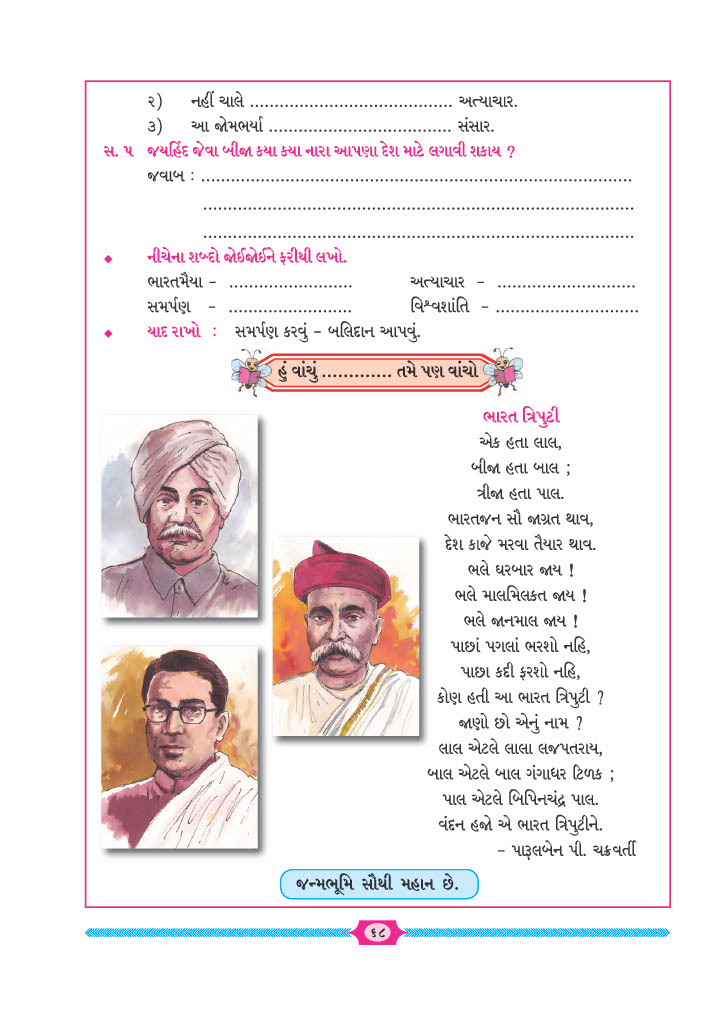 ૨) નહીં ચાલે ......................................... અત્યાચાર.
૩) આ જોમભર્યા ..................................... સંસાર.
સ. ૫ જયહિંદ જેવા બીજા કયા કયા નારા આપણા દેશ માટે લગાવી શકાય ?
જવાબ : .......................................................................................
.......................................................................................
.......................................................................................
◆ નીચેના શબ્દો જોઈજોઈને ફરીથી લખો.
ભારતમૈયા – ......................... અત્યાચાર – ............................
સમર્પણ – ......................... વિશ્વશાંતિ – .............................
◆ યાદ રાખો : સમર્પણ કરવું – બલિદાન આપવું.
હું વાંચું ............. તમે પણ વાંચો
ભારત ત્રિપુટી
એક હતા લાલ,
બીજા હતા બાલ ;
ત્રીજા હતા પાલ.
ભારતજન સૌ જાગ્રત થાવ,
દેશ કાજે મરવા તૈયાર થાવ.
ભલે ઘરબાર જાય !
ભલે માલમિલકત જાય !
ભલે જાનમાલ જાય !
પાછાં પગલાં ભરશો નહિ,
પાછા કદી ફરશો નહિ,
કોણ હતી આ ભારત ત્રિપુટી ?
જાણો છો એનું નામ ?
લાલ એટલે લાલા લજપતરાય,
બાલ એટલે બાલ ગંગાધર ટિળક ;
પાલ એટલે બિપિનચંદ્ર પાલ.
વંદન હજો એ ભારત ત્રિપુટીને.
– પારૂલબેન પી. ચક્રવર્તી
જન્મભૂમિ સૌથી મહાન છે.
૬૮